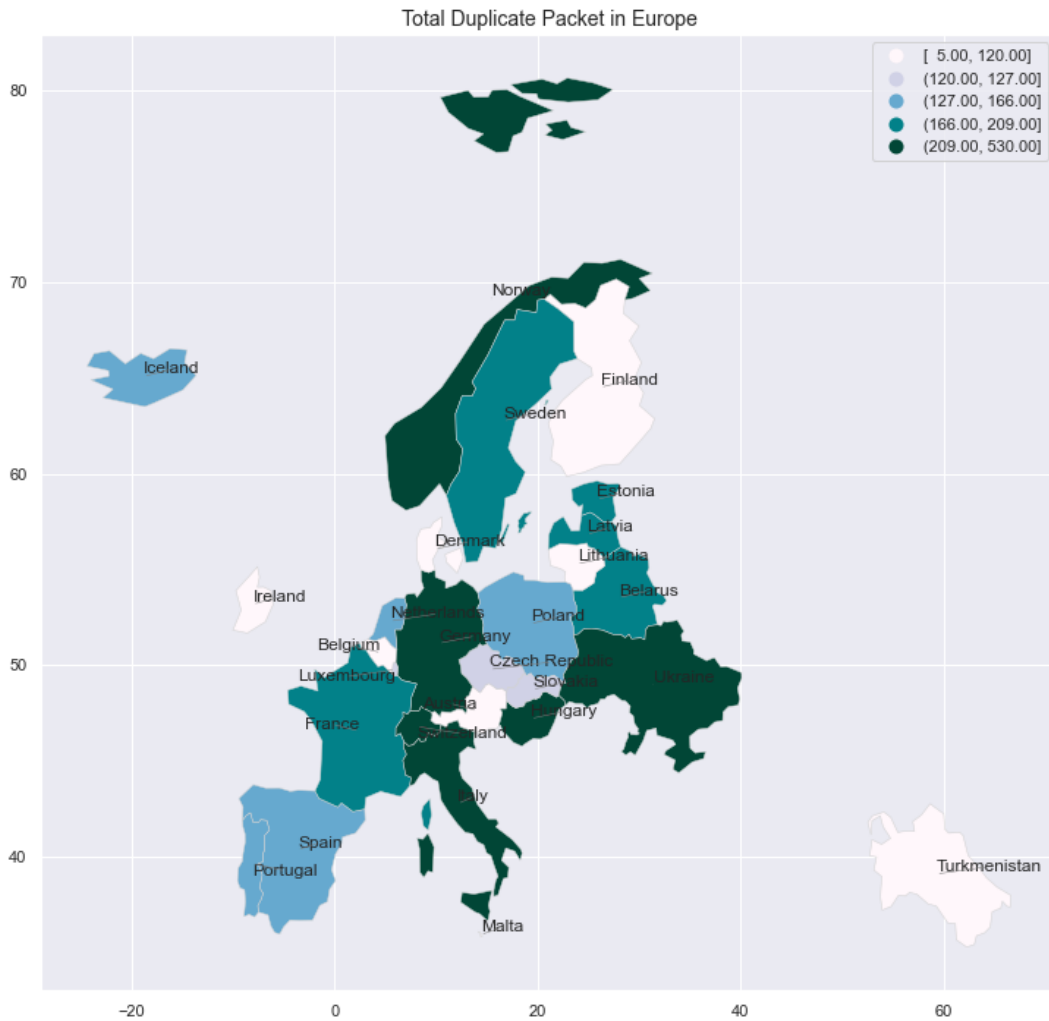 Total Duplicate Packet in Europe
[  5.00, 120.00]
(120.00, 127.00]
(127.00, 166.00]
(166.00, 209.00]
(209.00, 530.00]
80
70
Norway
Iceland
Finland
Sweden
60
Estonia
Latvia
Denmark
Lithuania
Belarus
Ireland
Netherlands
Poland
Germany
Belgium
50
Czech Republic
Luxembourg
Slovakia
Ukraine
Austria
Hungary
France
Switzerland
Italy
Spain
40
Turkmenistan
Portugal
Malta
−20
0
20
40
60